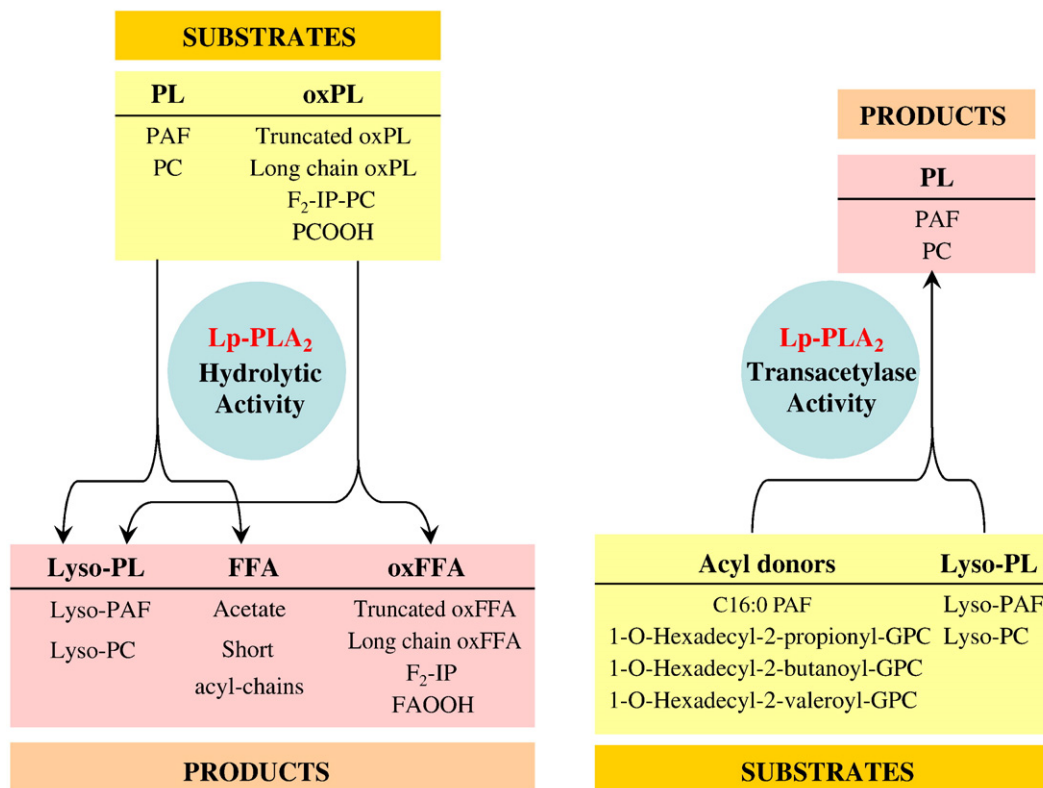 SUBSTRATES
PL oxPL
PAF Truncated oxPL
PC Long chain oxPL
F₂-IP-PC
PCOOH
Lp-PLA₂
Hydrolytic
Activity
Lyso-PL FFA oxFFA
Lyso-PAF Acetate Truncated oxFFA
Lyso-PC Short Long chain oxFFA
acyl-chains F₂-IP
FAOOH
PRODUCTS
PRODUCTS
PL
PAF
PC
Lp-PLA₂
Transacetylase
Activity
Acyl donors Lyso-PL
C16:0 PAF Lyso-PAF
1-O-Hexadecyl-2-propionyl-GPC Lyso-PC
1-O-Hexadecyl-2-butanoyl-GPC
1-O-Hexadecyl-2-valeroyl-GPC
SUBSTRATES